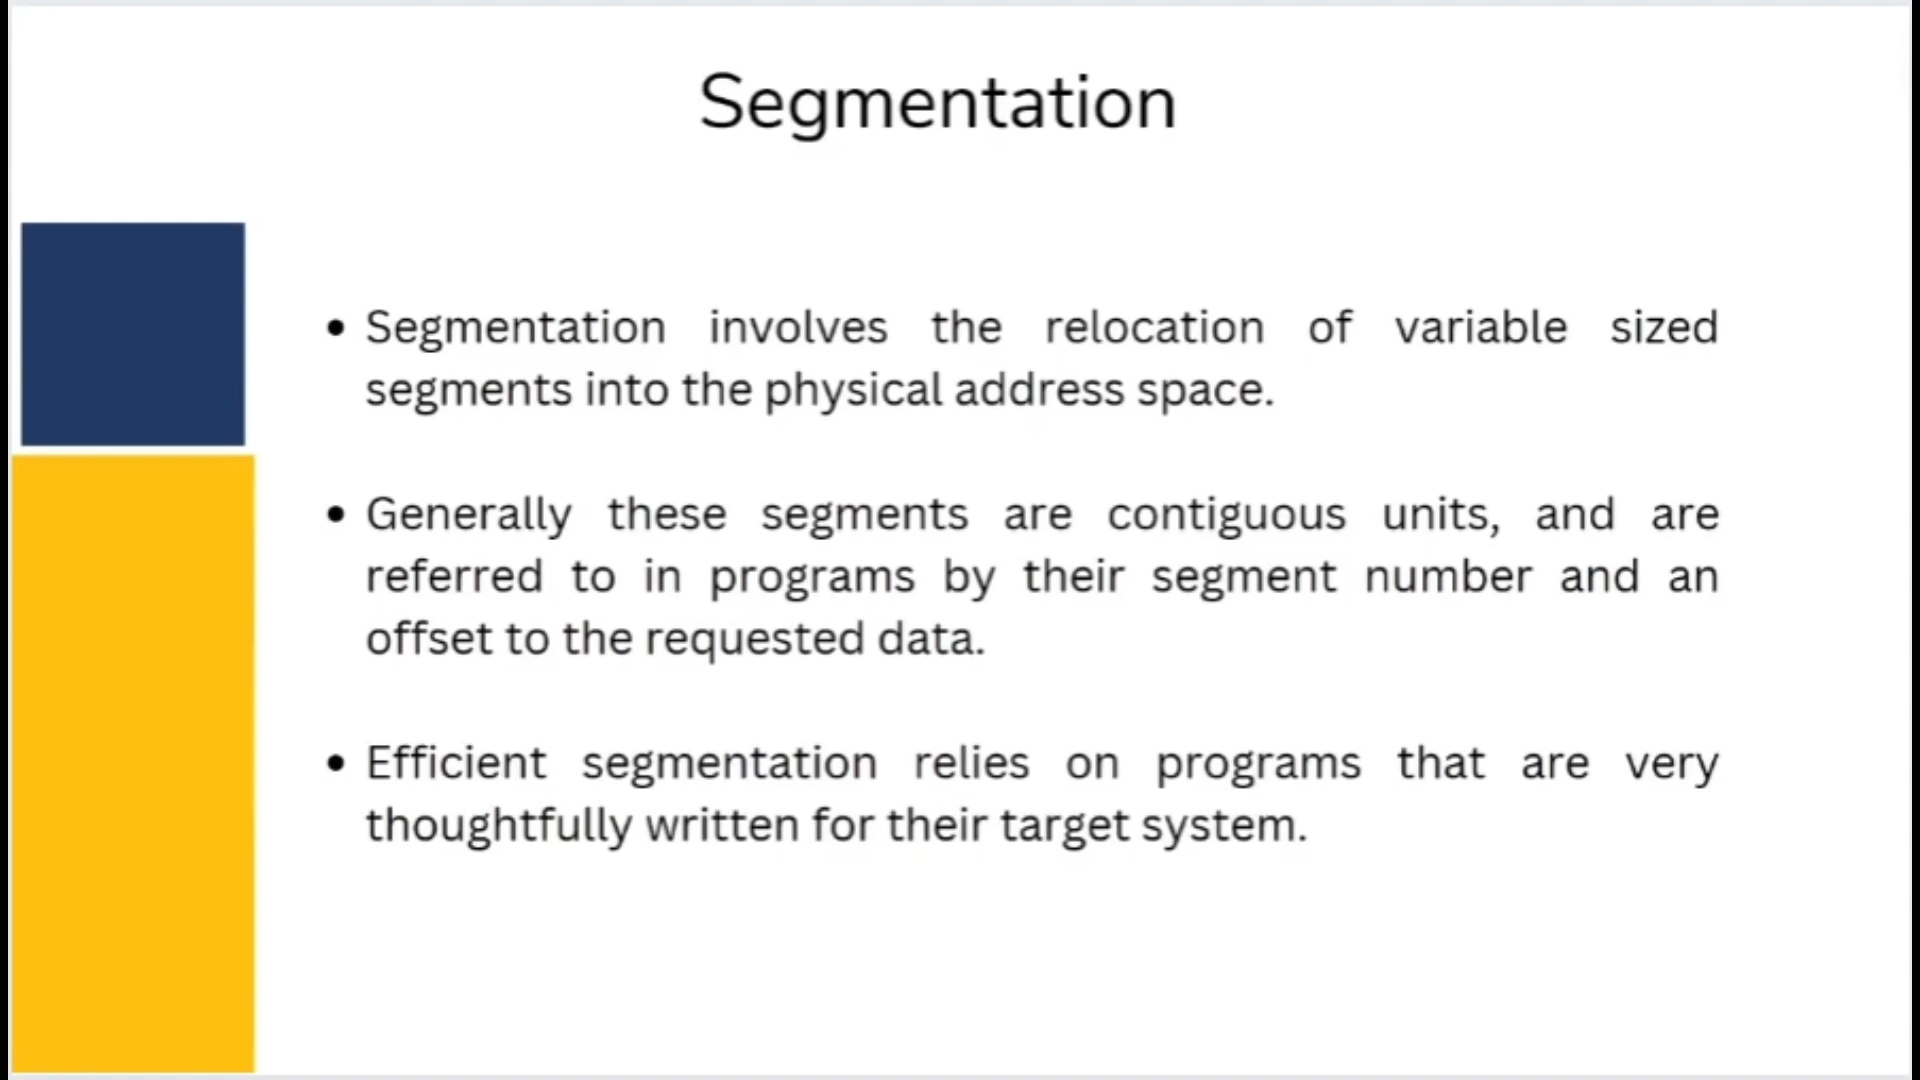 Segmentation
• Segmentation involves the relocation of variable sized
segments into the physical address space.
• Generally these segments are contiguous units, and are
referred to in programs by their segment number and an
offset to the requested data.
• Efficient segmentation relies on programs that are very
thoughtfully written for their target system.